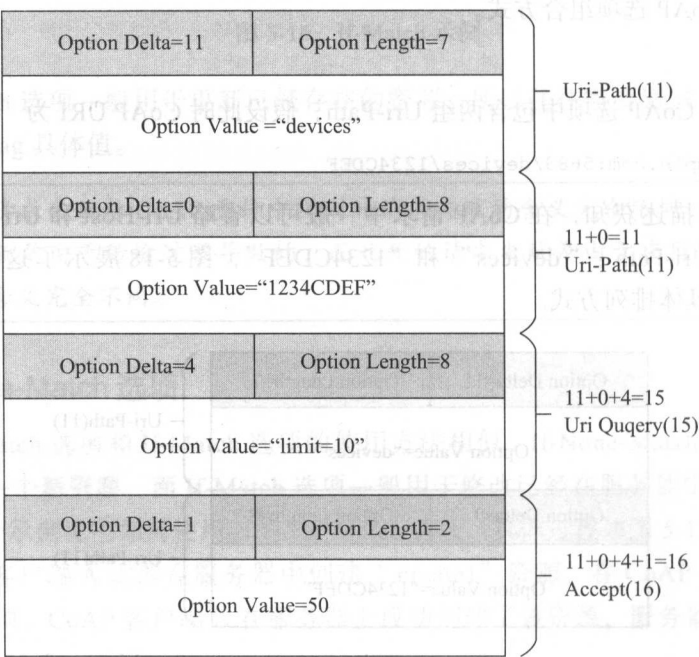 Option Delta=11 Option Length=7
Option Value =“devices”
Uri-Path(11)
Option Delta=0 Option Length=8
Option Value=“1234CDEF”
11+0=11
Uri-Path(11)
Option Delta=4 Option Length=8
Option Value=“limit=10”
11+0+4=15
Uri Quqery(15)
Option Delta=1 Option Length=2
Option Value=50
11+0+4+1=16
Accept(16)